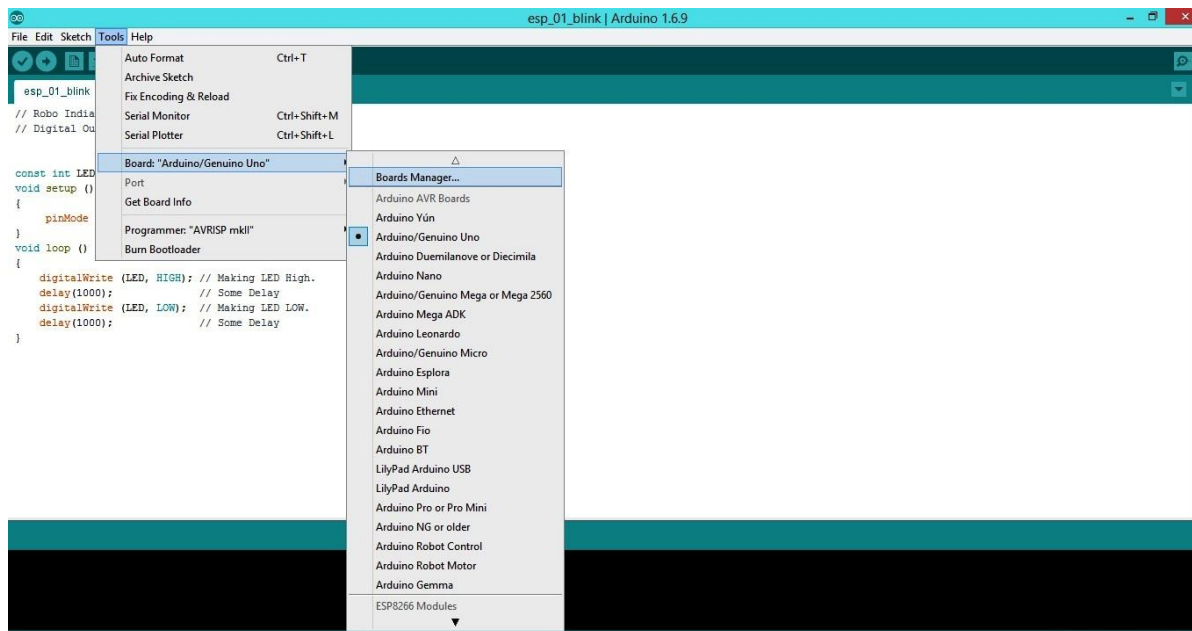 esp_01_blink | Arduino 1.6.9
File Edit Sketch Tools Help
esp_01_blink
// Robo India
// Digital Ou
const int LED
void setup ()
{
pinMode
}
void loop ()
{
digitalWrite (LED, HIGH); // Making LED High.
delay(1000); // Some Delay
digitalWrite (LED, LOW); // Making LED LOW.
delay(1000); // Some Delay
}
Auto Format Ctrl+T
Archive Sketch
Fix Encoding & Reload
Serial Monitor Ctrl+Shift+M
Serial Plotter Ctrl+Shift+L
Board: "Arduino/Genuino Uno"
Port
Get Board Info
Programmer: "AVRISP mkII"
Burn Bootloader
Boards Manager...
Arduino AVR Boards
Arduino Yún
Arduino/Genuino Uno
Arduino Duemilanove or Diecimila
Arduino Nano
Arduino/Genuino Mega or Mega 2560
Arduino Mega ADK
Arduino Leonardo
Arduino/Genuino Micro
Arduino Esplora
Arduino Mini
Arduino Ethernet
Arduino Fio
Arduino BT
LilyPad Arduino USB
LilyPad Arduino
Arduino Pro or Pro Mini
Arduino NG or older
Arduino Robot Control
Arduino Robot Motor
Arduino Gemma
ESP8266 Modules